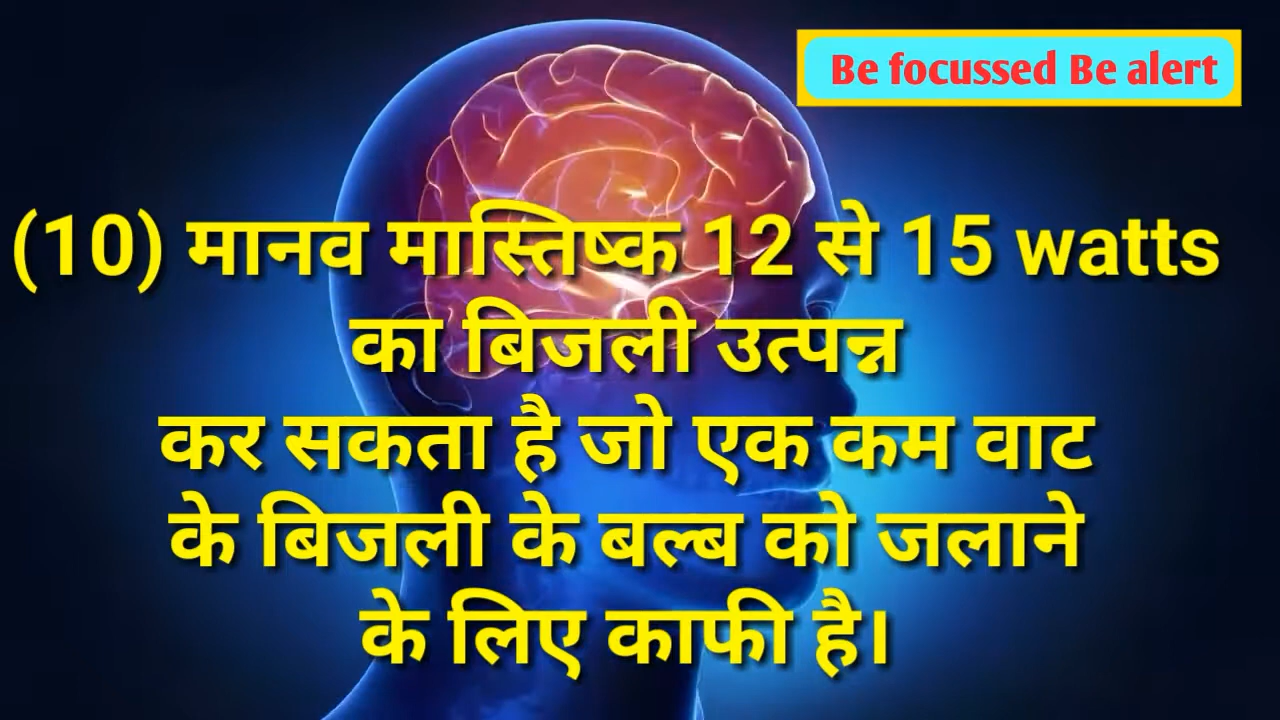 Be focussed Be alert
(10) मानव मास्तिष्क 12 से 15 watts
का बिजली उत्पन्न
कर सकता है जो एक कम वाट
के बिजली के बल्ब को जलाने
के लिए काफी है।